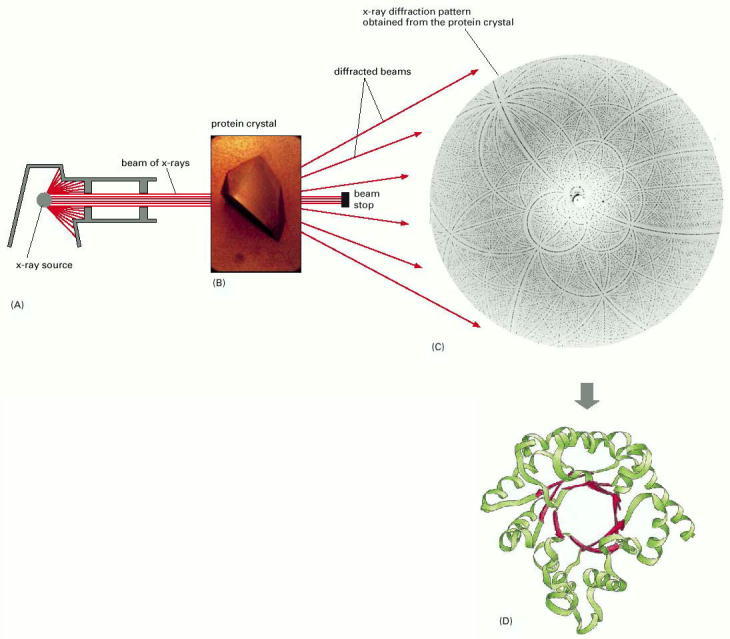 x-ray diffraction pattern
obtained from the protein crystal
diffracted beams
protein crystal
beam of x-rays
beam
stop
x-ray source
(A)
(B)
(C)
(D)